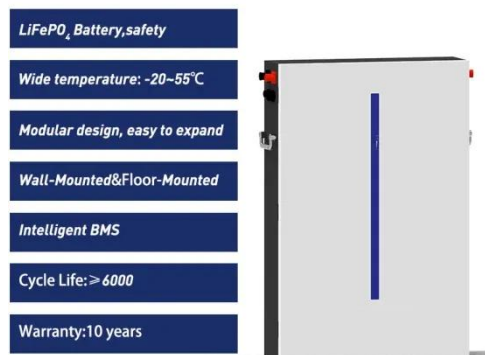 LiFePO₄ Battery,safety
Wide temperature: -20~55℃
Modular design, easy to expand
Wall-Mounted&Floor-Mounted
Intelligent BMS
Cycle Life:≥6000
Warranty:10 years